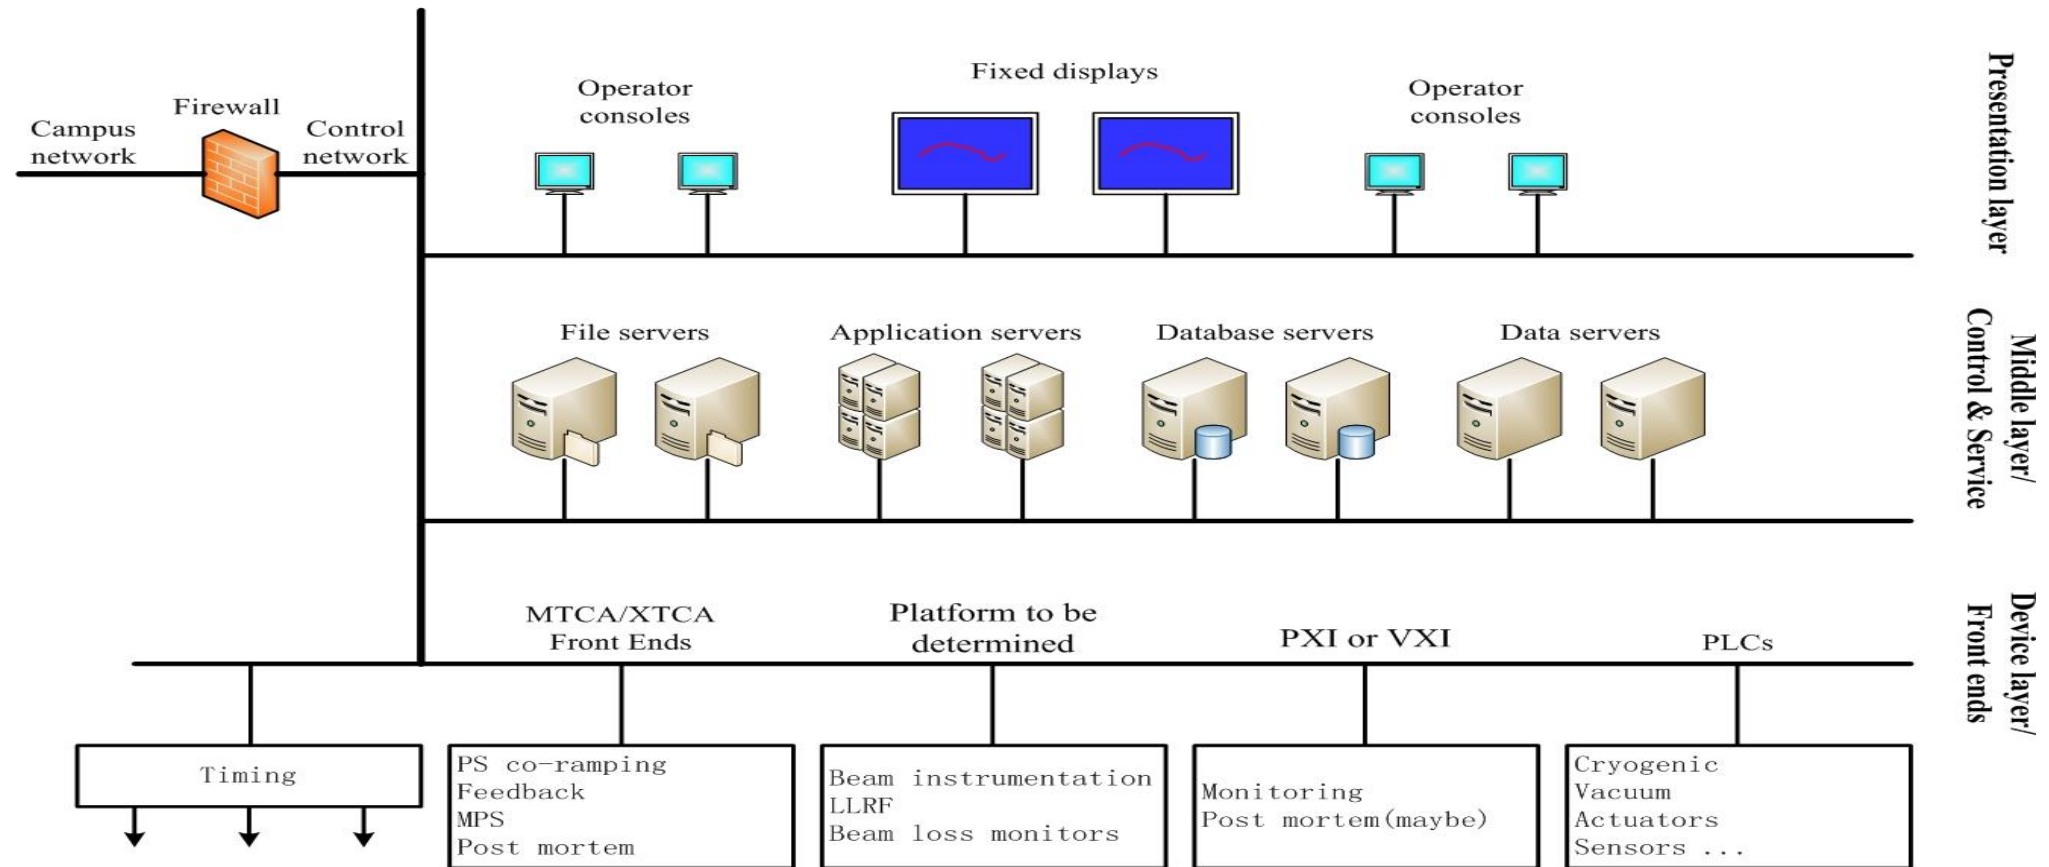 Firewall
Campus
network
Control
network
Operator
consoles
Fixed displays
Operator
consoles
Presentation layer
File servers
Application servers
Database servers
Data servers
Middle layer/
Control & Service
MTCA/XTCA
Front Ends
Platform to be
determined
PXI or VXI
PLCs
Device layer/
Front ends
Timing
PS co-ramping
Feedback
MPS
Post mortem
Beam instrumentation
LLRF
Beam loss monitors
Monitoring
Post mortem(maybe)
Cryogenic
Vacuum
Actuators
Sensors ...